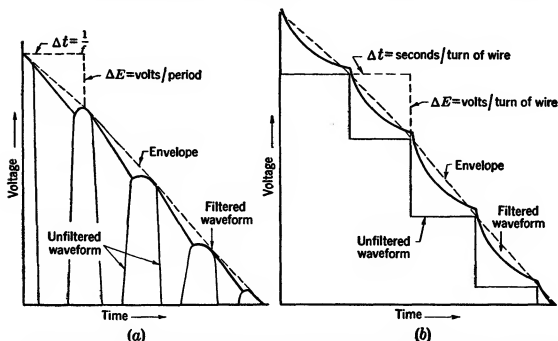 Δt = 1/f
ΔE = volts/period
Envelope
Filtered
waveform
Unfiltered
waveform
Voltage
Time
(a)
Δt = seconds/turn of wire
ΔE = volts/turn of wire
Envelope
Filtered
waveform
Unfiltered
waveform
Voltage
Time
(b)